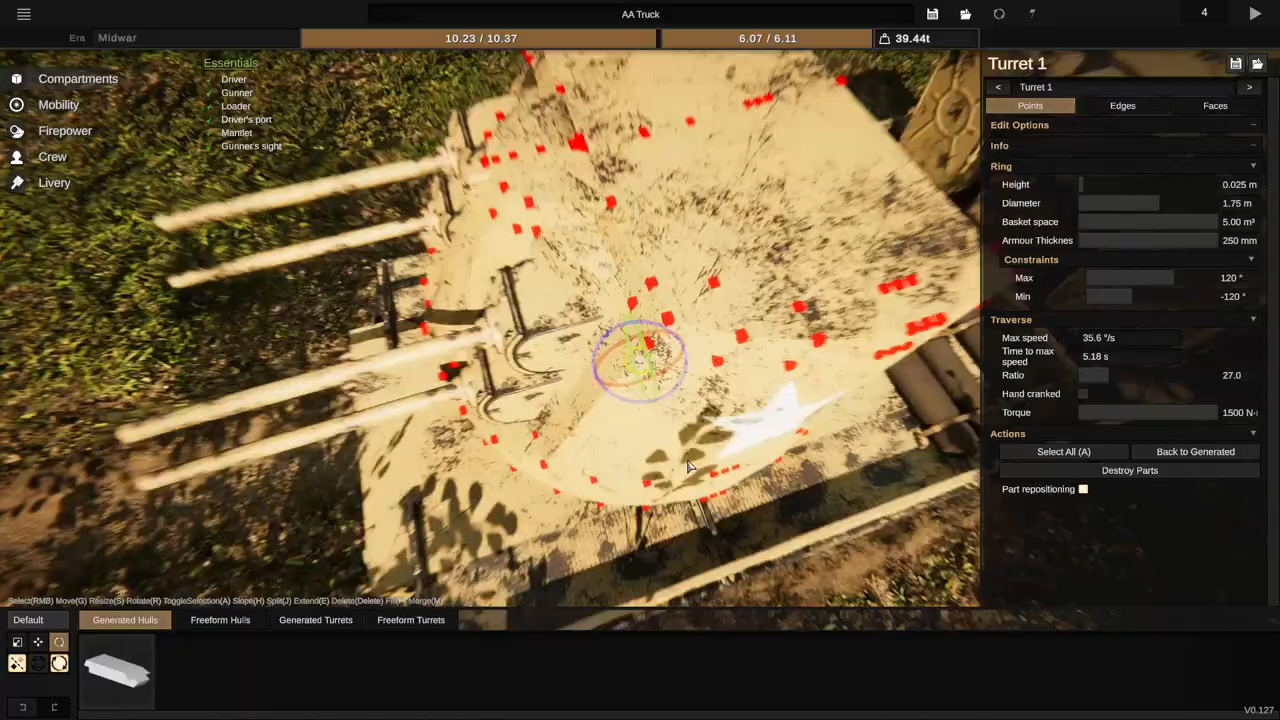 AA Truck
4
Era Midwar
10.23 / 10.37
6.07 / 6.11
39.44t
Compartments
Mobility
Firepower
Crew
Livery
Essentials
Driver
Gunner
Loader
Driver's port
Mantlet
Gunner's sight
Turret 1
< Turret 1 >
Points Edges Faces
Edit Options
Info
Ring
Height 0.025 m
Diameter 1.75 m
Basket space 5.00 m³
Armour Thicknes 250 mm
Constraints
Max 120 °
Min -120 °
Traverse
Max speed 35.6 °/s
Time to max
speed 5.18 s
Ratio 27.0
Hand cranked
Torque 1500 N·
Actions
Select All (A) Back to Generated
Destroy Parts
Part repositioning
Select(RMB) Move(G) Resize(S) Rotate(R) ToggleSelection(A) Slope(H) Split(J) Extend(E) Delete(Delete) Fill(F) Merge(M)
Default Generated Hulls Freeform Hulls Generated Turrets Freeform Turrets
V0.127